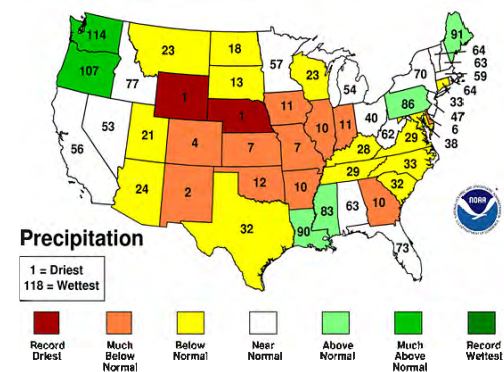 114
107
77
23
18
57
91
64
63
59
64
33
47
6
38
13
23
54
70
86
1
1
53
56
21
4
11
10
11
40
62
29
7
7
28
29
33
32
24
2
12
10
32
90
83
63
10
73
NOAA
Precipitation
1 = Driest
118 = Wettest
Record
Driest
Much
Below
Normal
Below
Normal
Near
Normal
Above
Normal
Much
Above
Normal
Record
Wettest